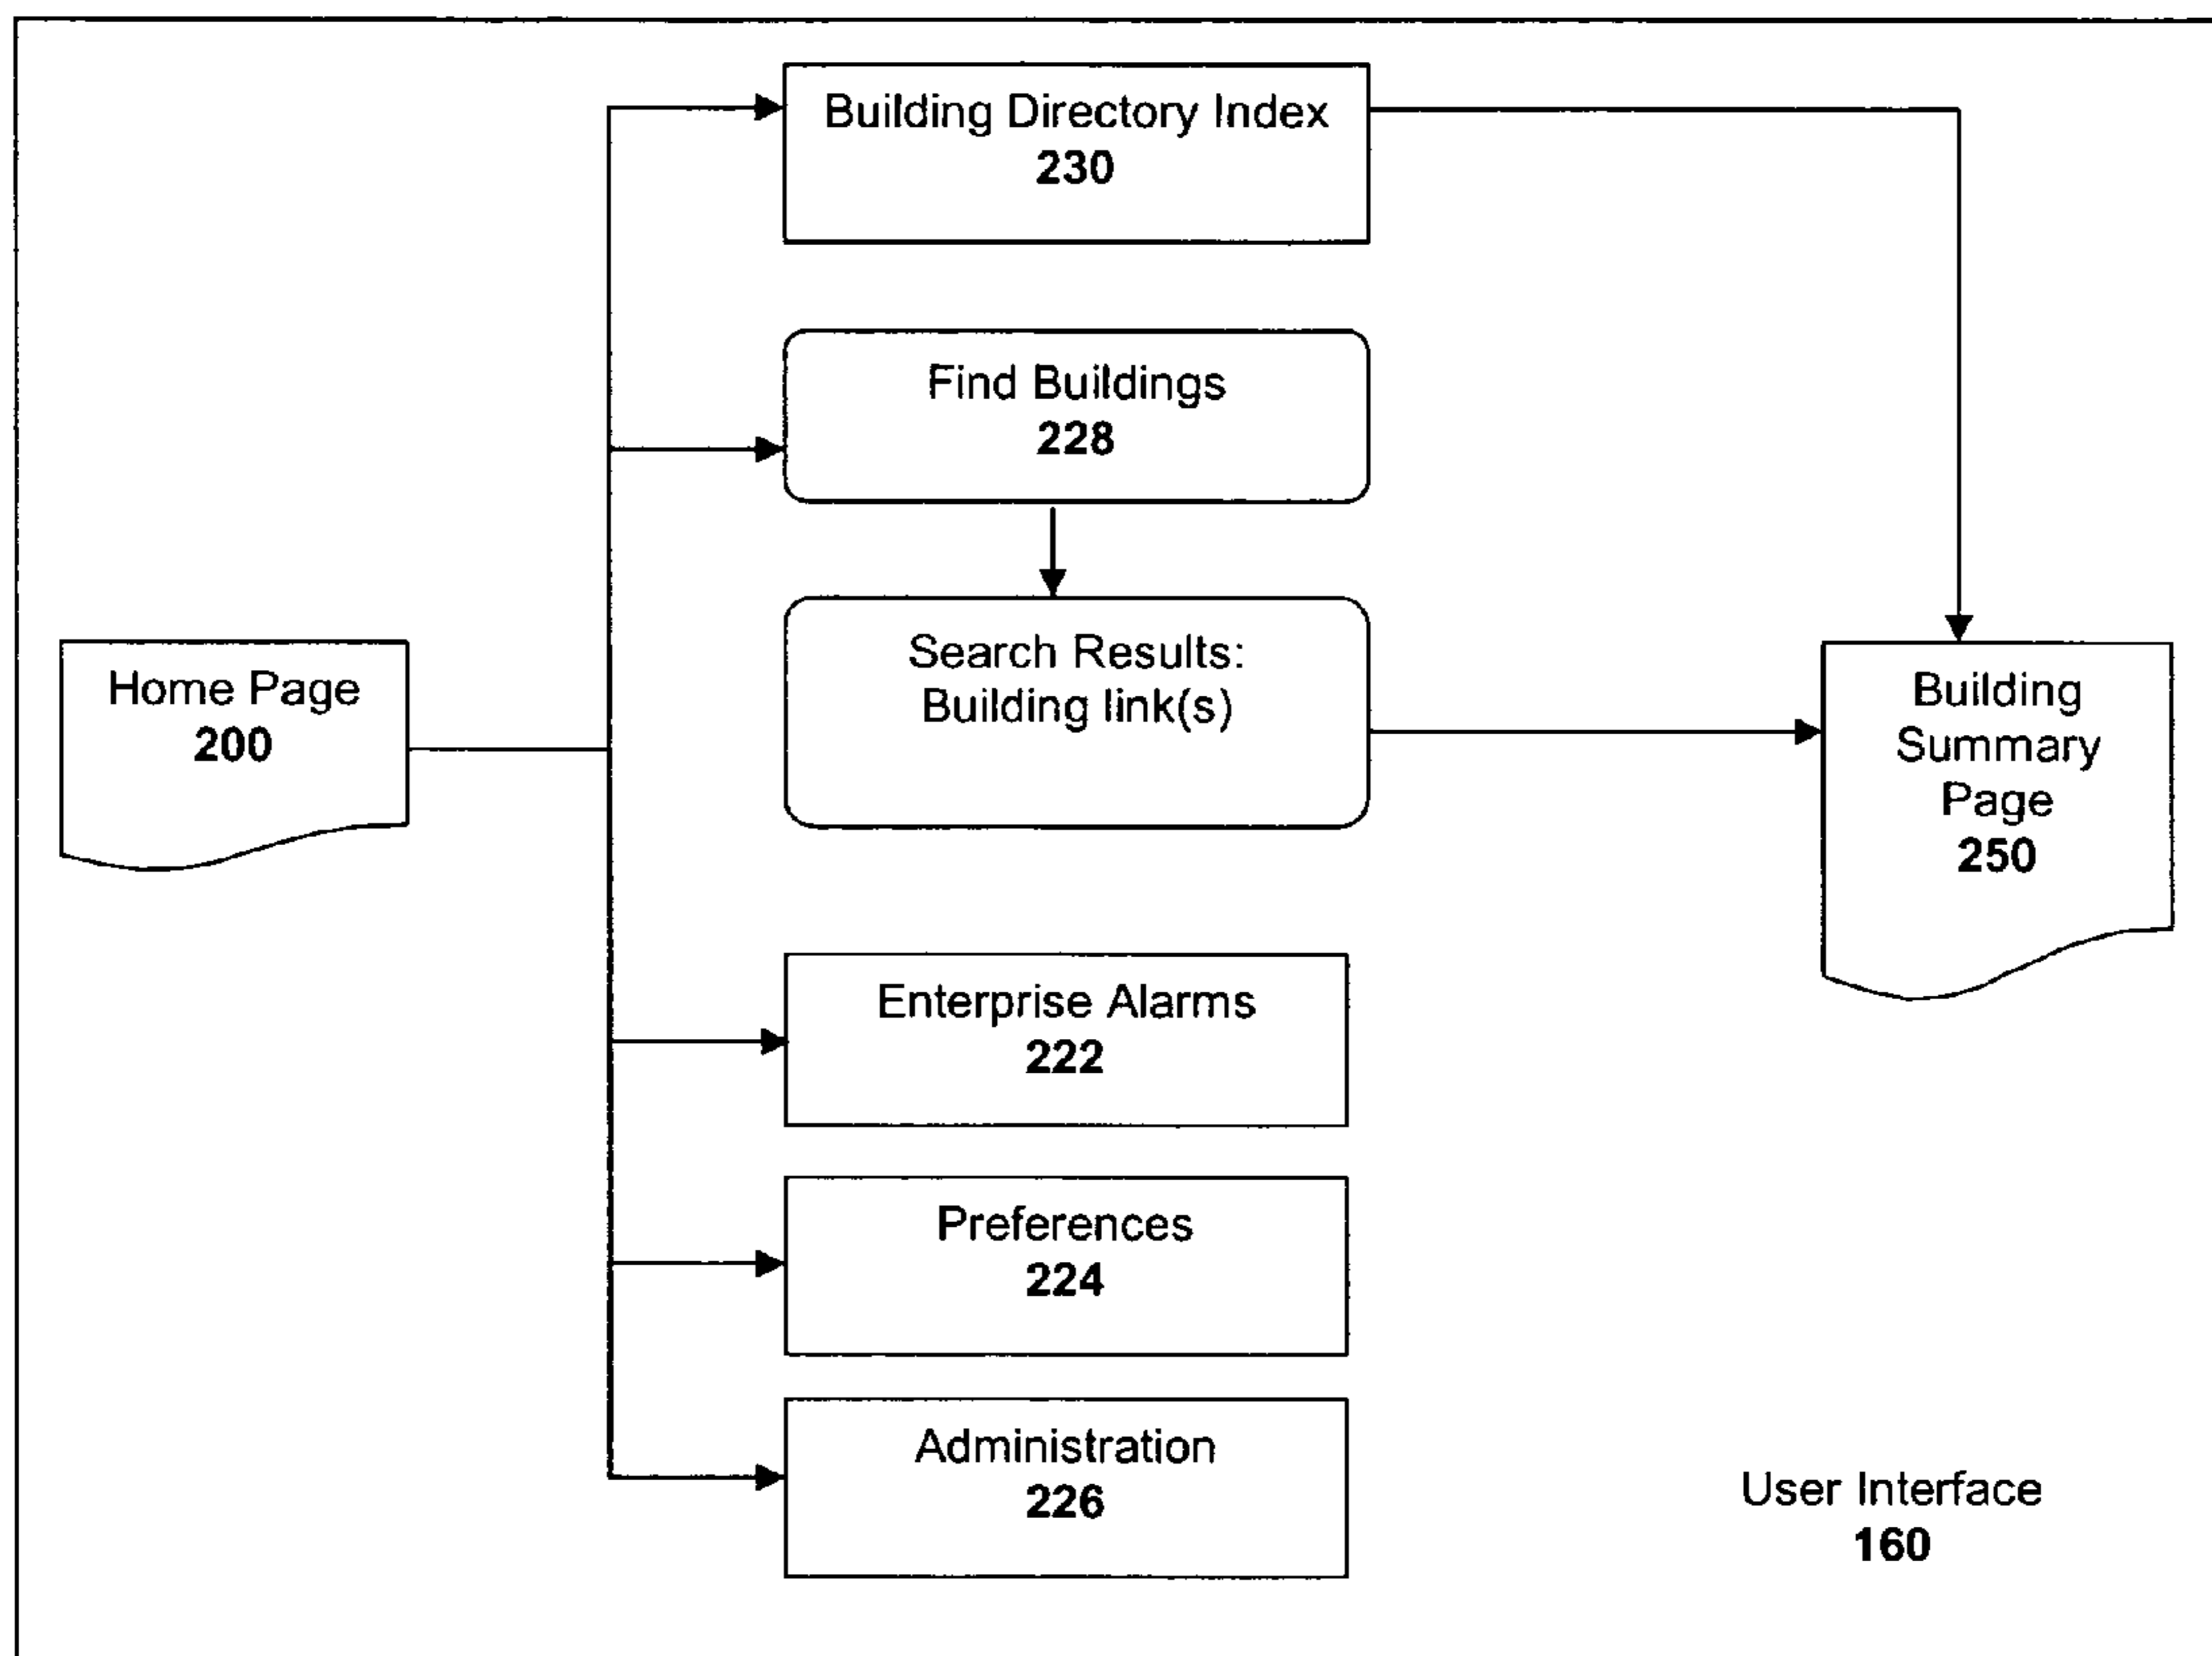 Building Directory Index
230
Find Buildings
228
Search Results:
Building link(s)
Home Page
200
Building
Summary
Page
250
Enterprise Alarms
222
Preferences
224
Administration
226
User Interface
160